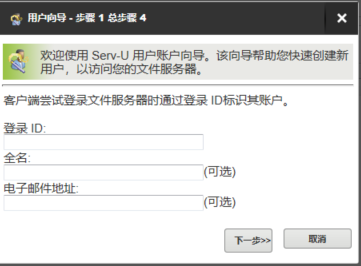 用户向导 - 步骤 1 总步骤 4
欢迎使用 Serv-U 用户账户向导。该向导帮助您快速创建新
用户，以访问您的文件服务器。
客户端尝试登录文件服务器时通过登录 ID标识其账户。
登录 ID:
全名:
(可选)
电子邮件地址:
(可选)
下一步>> 取消